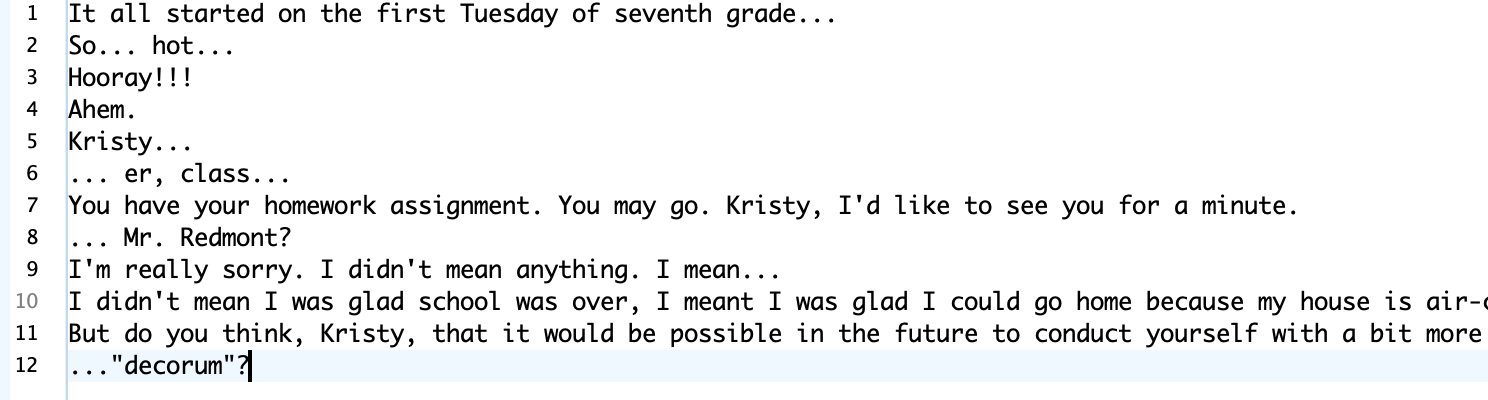 1 It all started on the first Tuesday of seventh grade...
2 So... hot...
3 Hooray!!!
4 Ahem.
5 Kristy...
6 ... er, class...
7 You have your homework assignment. You may go. Kristy, I'd like to see you for a minute.
8 ... Mr. Redmont?
9 I'm really sorry. I didn't mean anything. I mean...
10 I didn't mean I was glad school was over, I meant I was glad I could go home because my house is air-
11 But do you think, Kristy, that it would be possible in the future to conduct yourself with a bit more
12 ..."decorum"?